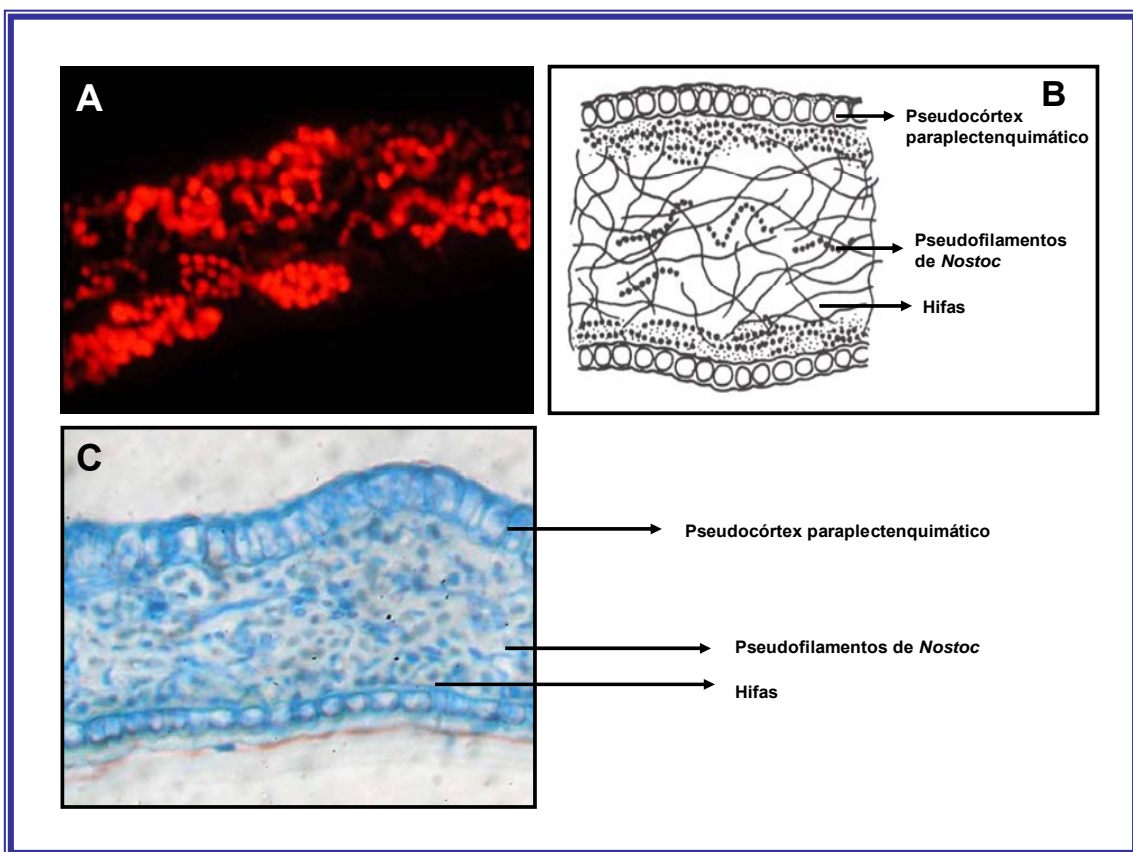 A
B
Pseudocórtex
paraplectenquimático
Pseudofilamentos
de Nostoc
Hifas
C
Pseudocórtex paraplectenquimático
Pseudofilamentos de Nostoc
Hifas